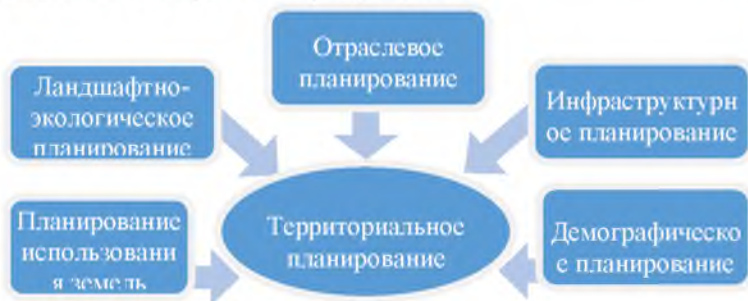 Отраслевое
планирование
Ландшафтно-
экологическое
планирование
Инфраструктурн
ое планирование
Территориальное
планирование
Планирование
использовани
я земель
Демографическо
е планирование